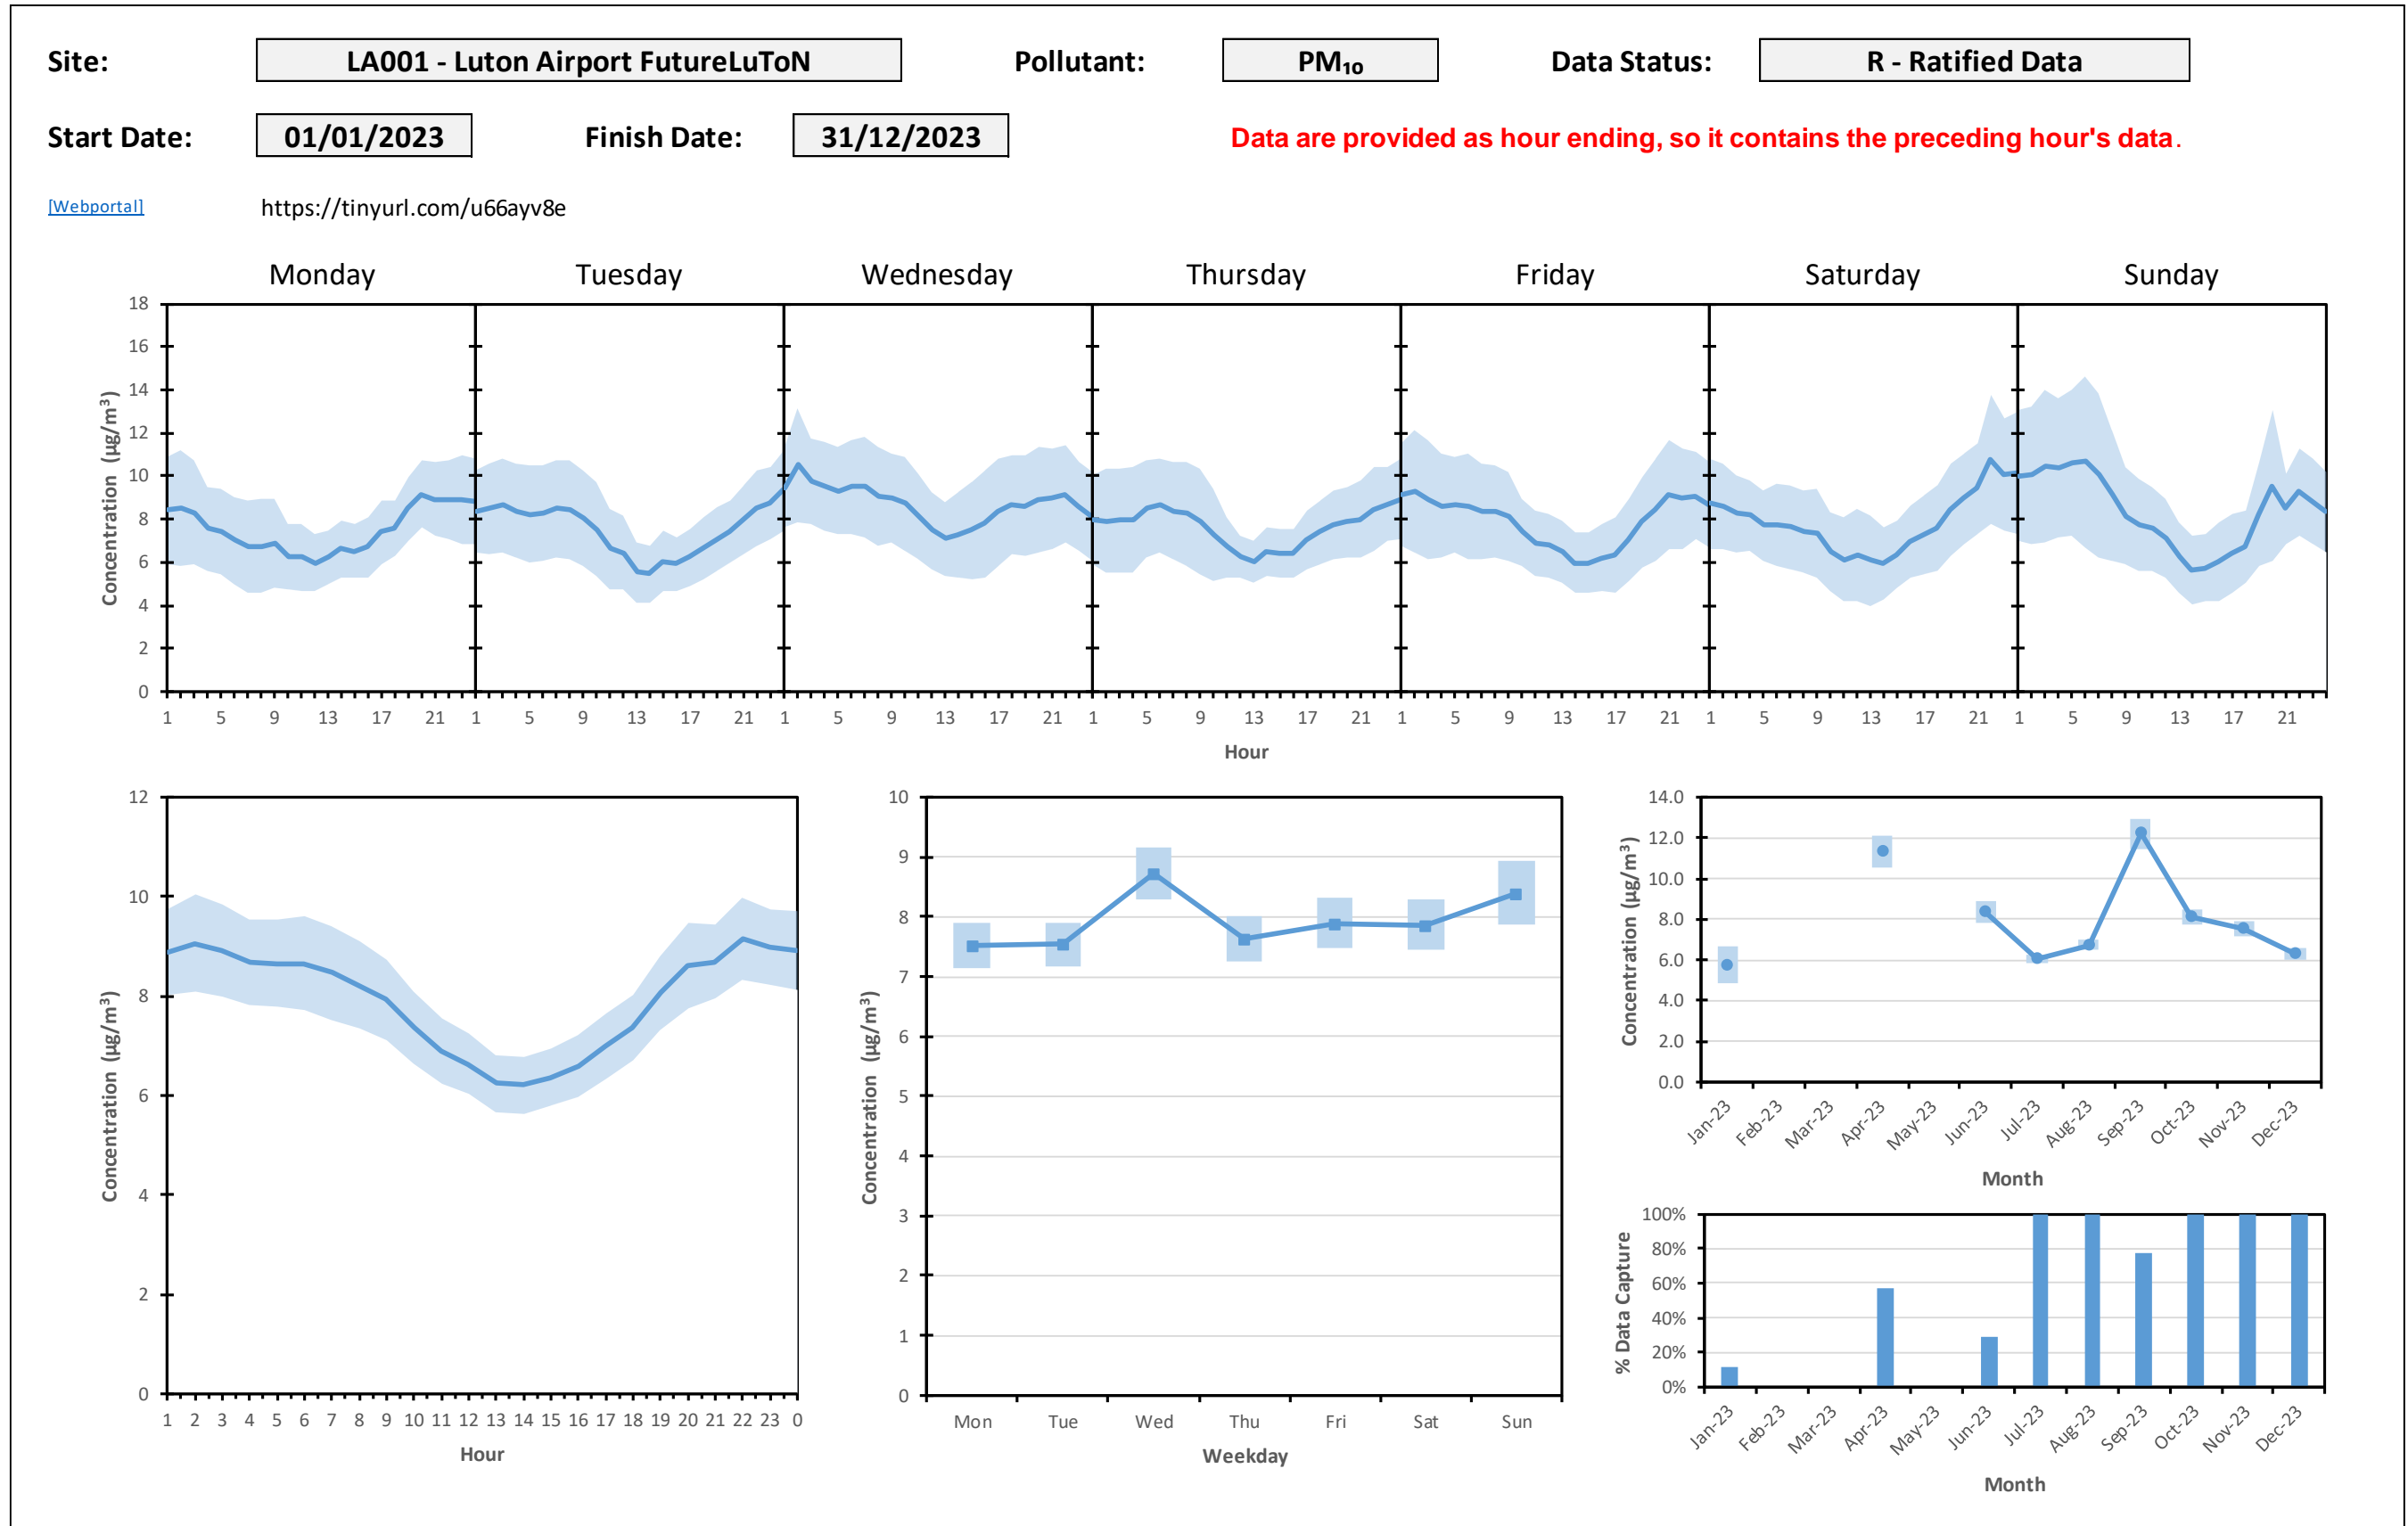 Site: LA001 - Luton Airport FutureLuToN Pollutant: PM₁₀ Data Status: R - Ratified Data
Start Date: 01/01/2023 Finish Date: 31/12/2023 Data are provided as hour ending, so it contains the preceding hour's data.
[Webportal] https://tinyurl.com/u66ayv8e
Monday Tuesday Wednesday Thursday Friday Saturday Sunday
Concentration (µg/m³)
18
16
14
12
10
8
6
4
2
0
1 5 9 13 17 21 1 5 9 13 17 21 1 5 9 13 17 21 1 5 9 13 17 21 1 5 9 13 17 21 1 5 9 13 17 21 1 5 9 13 17 21
Hour
Concentration (µg/m³)
12
10
8
6
4
2
0
1 2 3 4 5 6 7 8 9 10 11 12 13 14 15 16 17 18 19 20 21 22 23 0
Hour
Concentration (µg/m³)
10
9
8
7
6
5
4
3
2
1
0
Mon Tue Wed Thu Fri Sat Sun
Weekday
Concentration (µg/m³)
14.0
12.0
10.0
8.0
6.0
4.0
2.0
0.0
Jan-23 Feb-23 Mar-23 Apr-23 May-23 Jun-23 Jul-23 Aug-23 Sep-23 Oct-23 Nov-23 Dec-23
Month
% Data Capture
100%
80%
60%
40%
20%
0%
Jan-23 Feb-23 Mar-23 Apr-23 May-23 Jun-23 Jul-23 Aug-23 Sep-23 Oct-23 Nov-23 Dec-23
Month